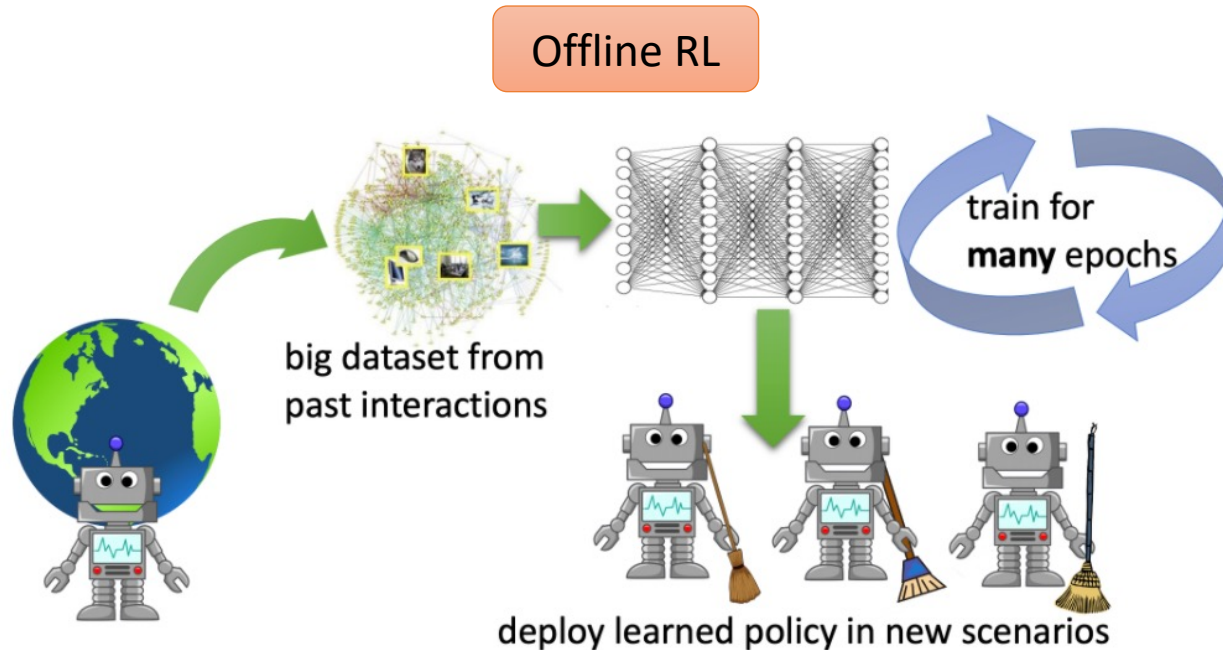 Offline RL
big dataset from
past interactions
train for
many epochs
deploy learned policy in new scenarios